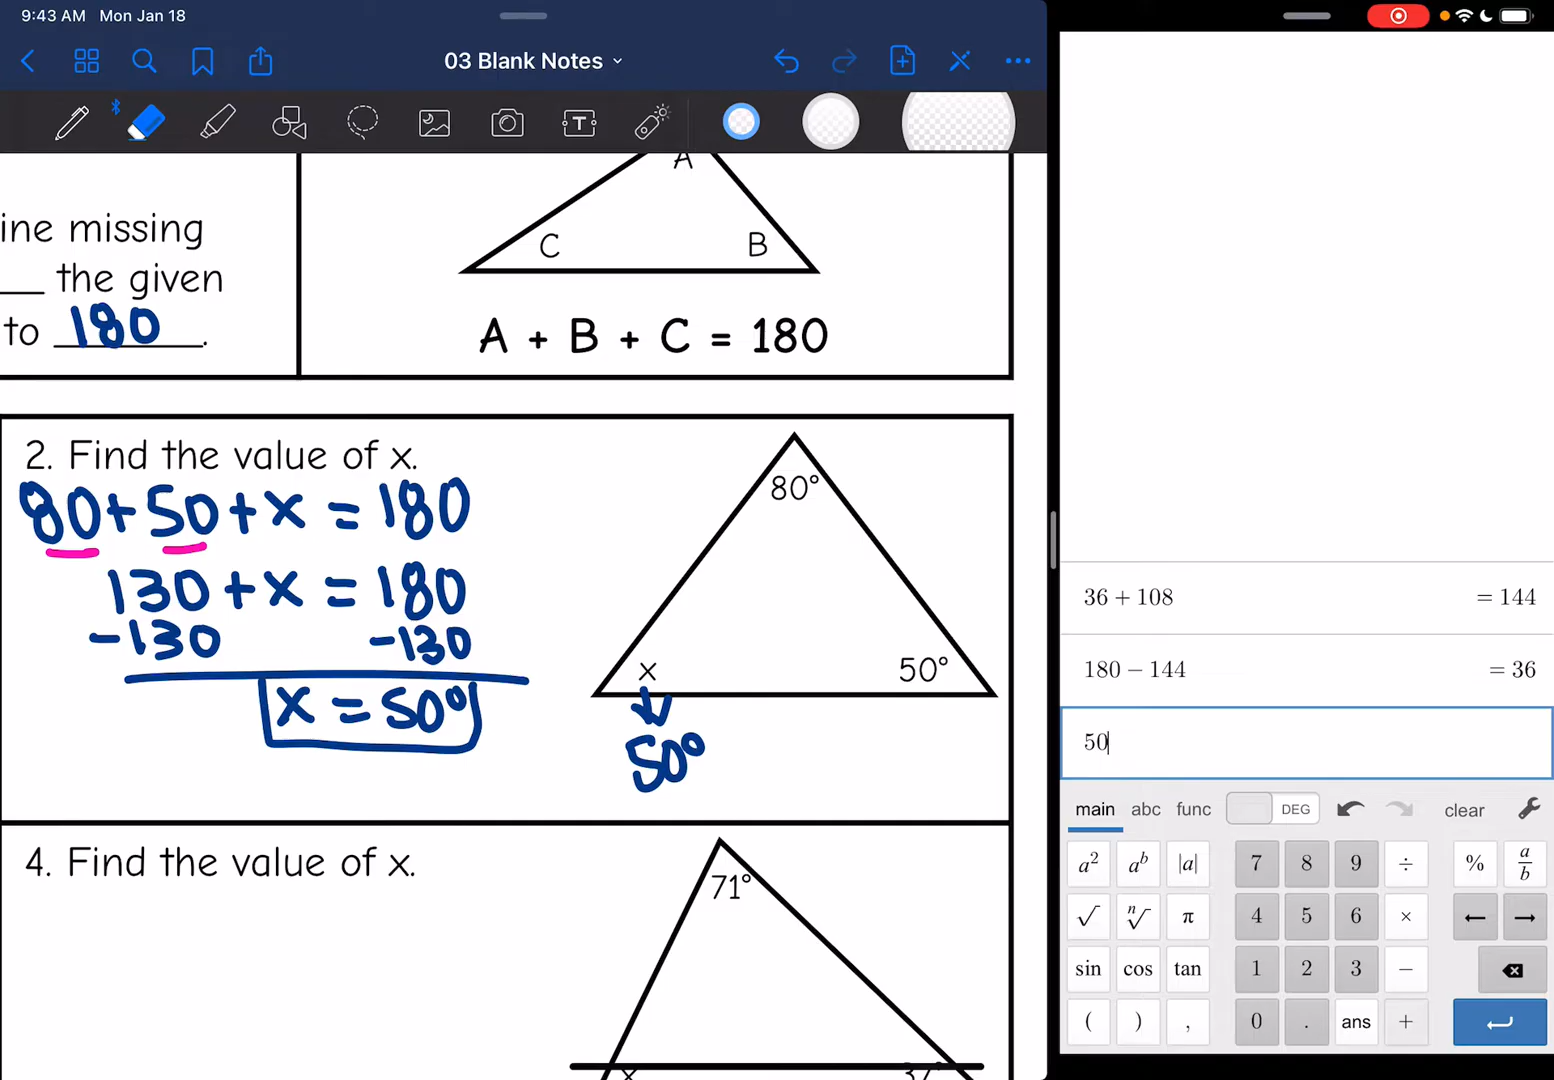 9:43 AM Mon Jan 18
03 Blank Notes
T
A
C
B
A + B + C = 180
ine missing
the given
to 180.
2. Find the value of x.
80+50+x=180
130+x=180
-130 -130
x=50°
80°
x
50°
50°
4. Find the value of x.
71°
x
37°
36 + 108 = 144
180 − 144 = 36
50
main abc func DEG clear
a² aᵇ |a| 7 8 9 ÷ % a/b
√ ⁿ√ π 4 5 6 × ← →
sin cos tan 1 2 3 −
( ) , 0 . ans +